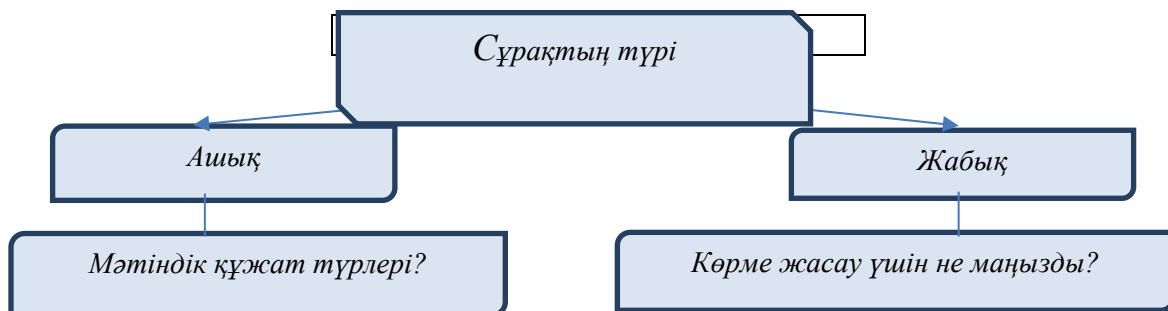 Сұрақтың түрі
Ашық
Жабық
Мәтіндік құжат түрлері?
Көрме жасау үшін не маңызды?